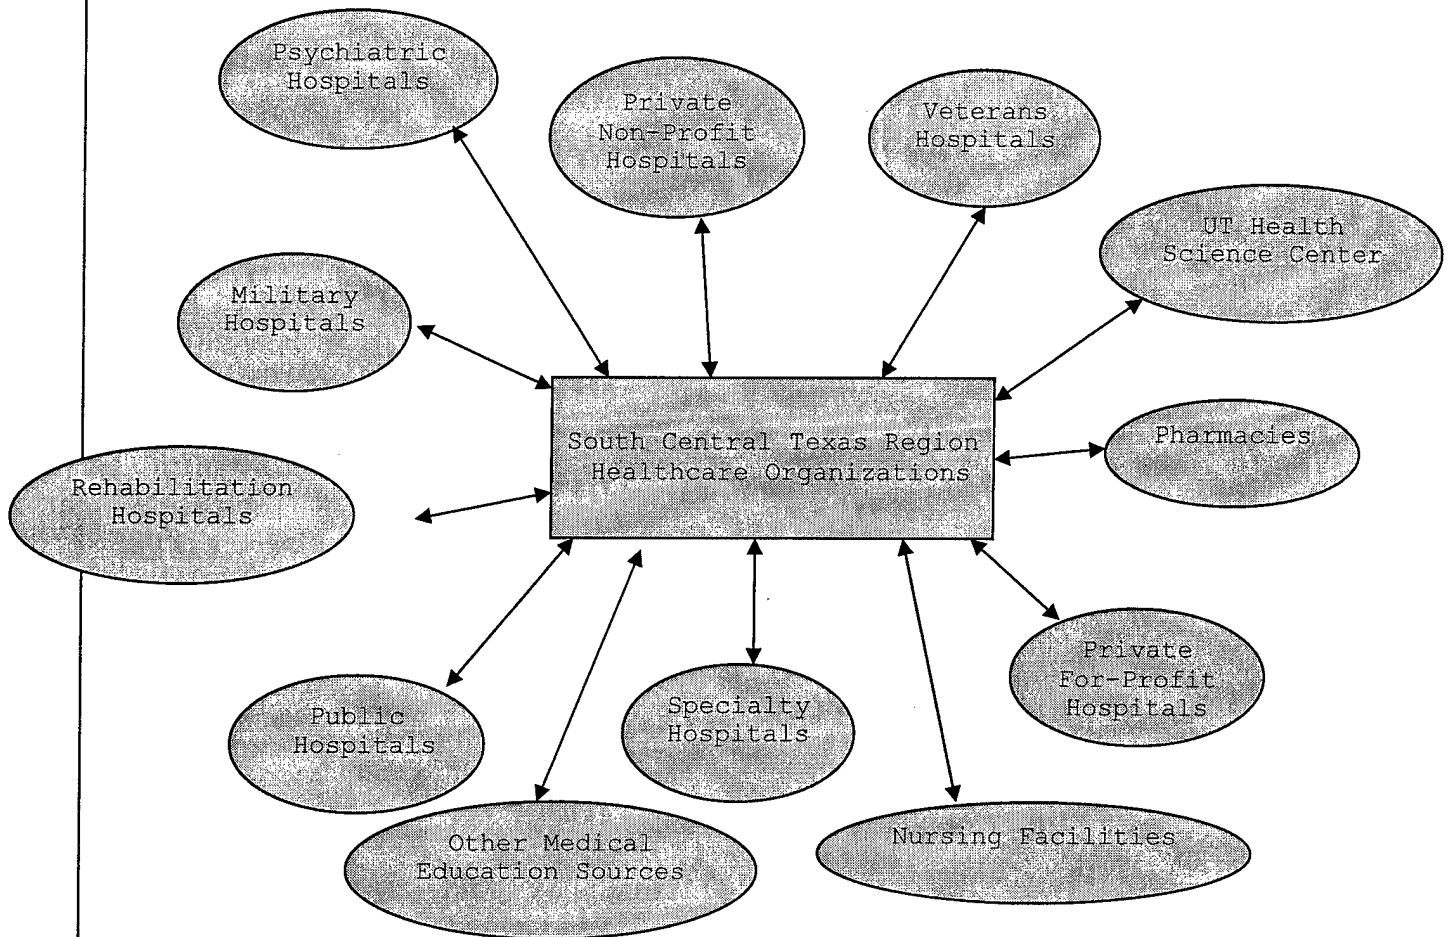 Psychiatric
Hospitals
Private
Non-Profit
Hospitals
Veterans
Hospitals
UT Health
Science Center
Military
Hospitals
South Central Texas Region
Healthcare Organizations
Pharmacies
Rehabilitation
Hospitals
Private
For-Profit
Hospitals
Public
Hospitals
Specialty
Hospitals
Other Medical
Education Sources
Nursing Facilities